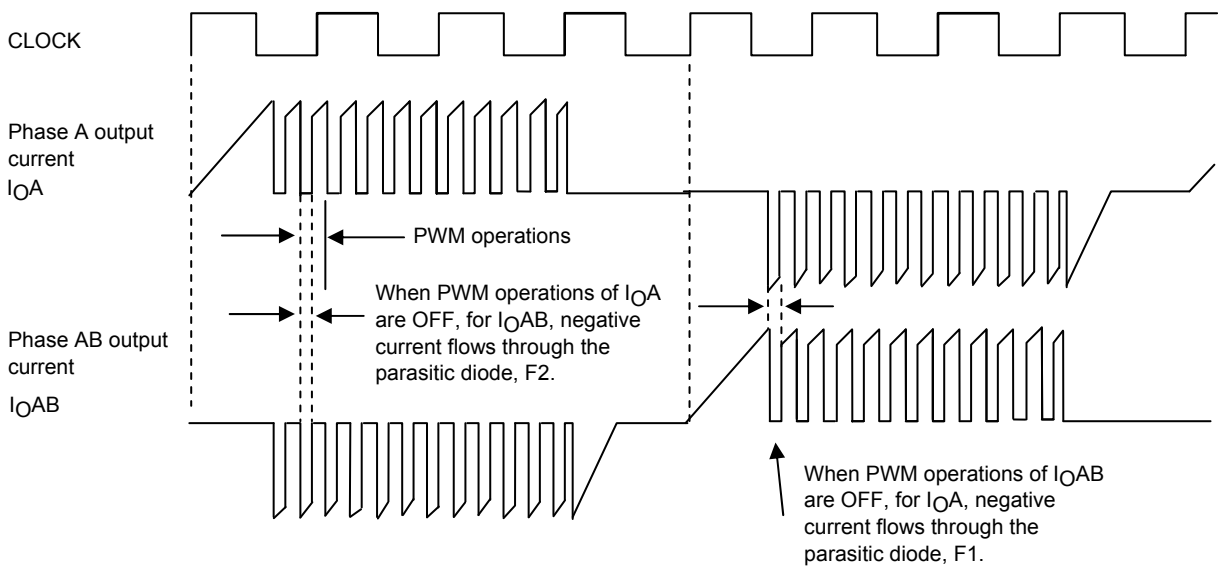 CLOCK
Phase A output
current
IOA
PWM operations
When PWM operations of IOA
are OFF, for IOAB, negative
current flows through the
parasitic diode, F2.
Phase AB output
current
IOAB
When PWM operations of IOAB
are OFF, for IOA, negative
current flows through the
parasitic diode, F1.